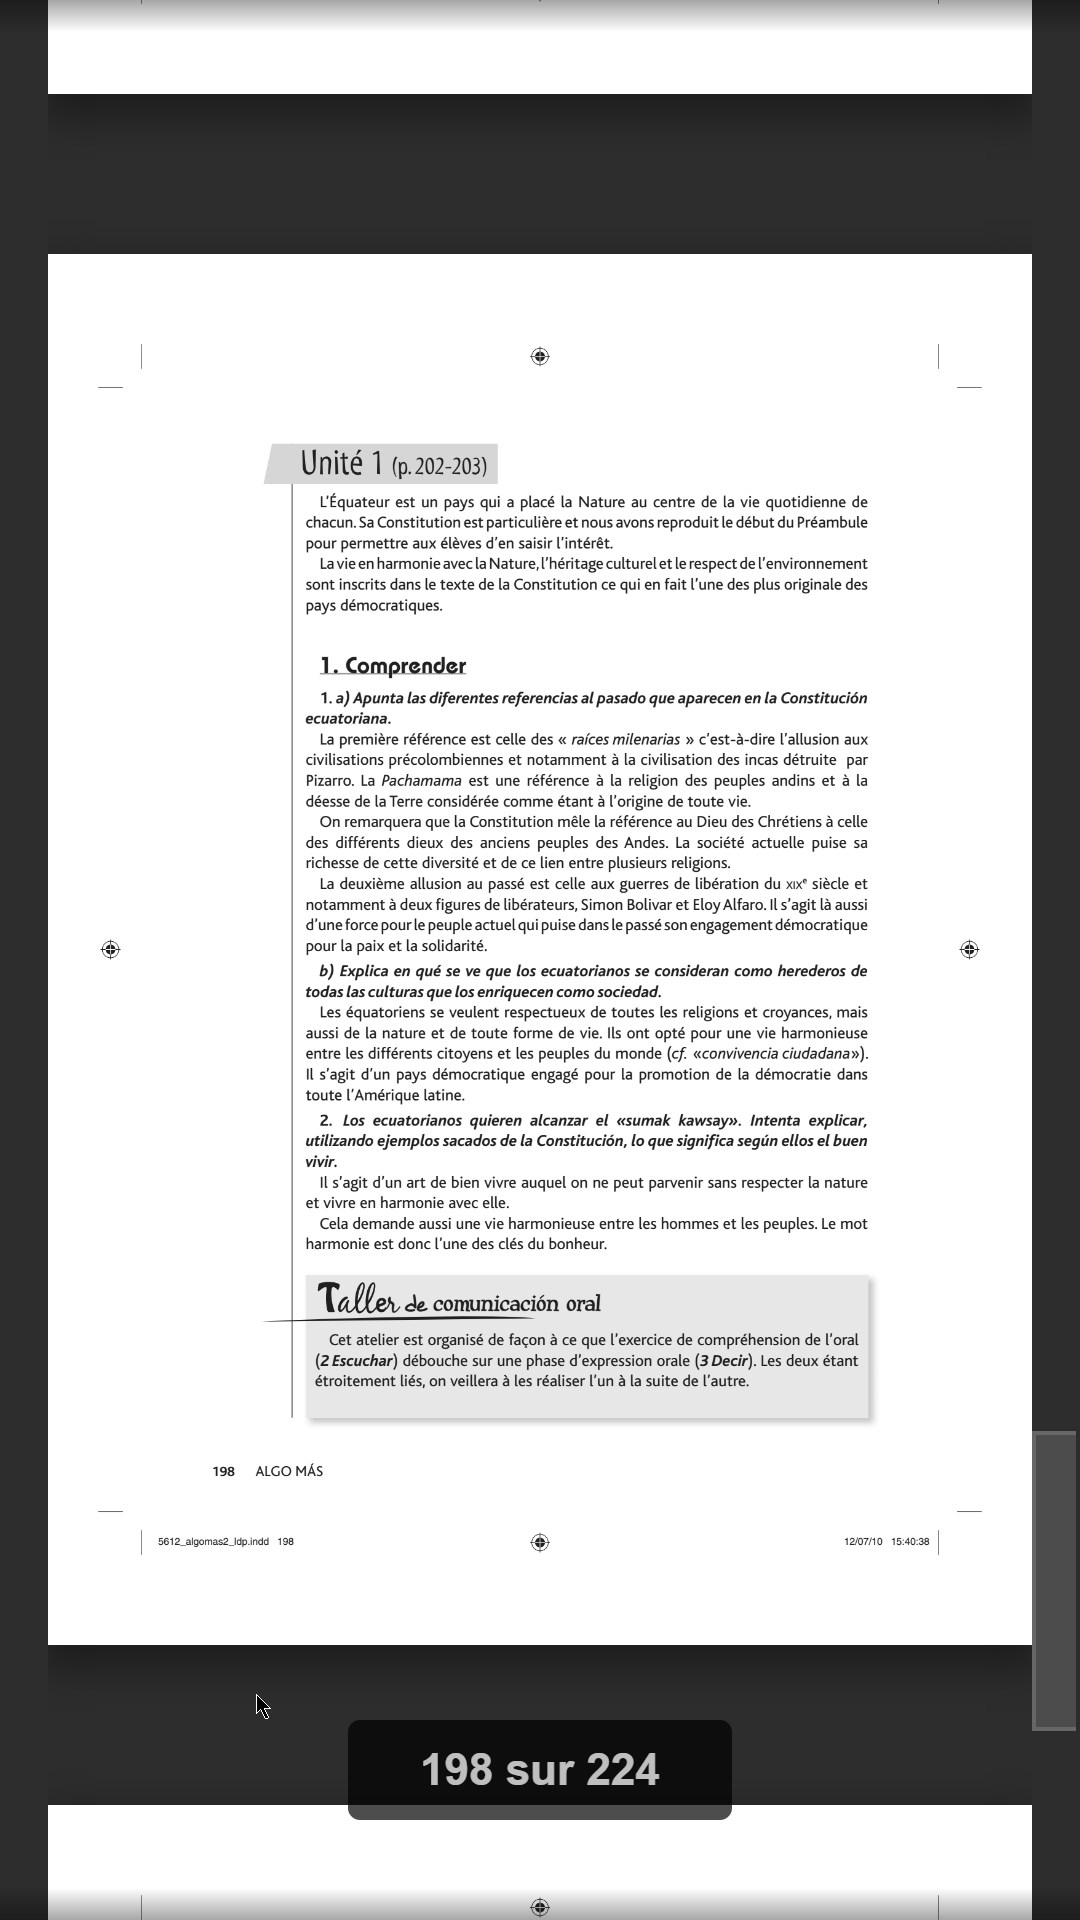 Unité 1 (p. 202-203)
L’Équateur est un pays qui a placé la Nature au centre de la vie quotidienne de
chacun. Sa Constitution est particulière et nous avons reproduit le début du Préambule
pour permettre aux élèves d’en saisir l’intérêt.
La vie en harmonie avec la Nature, l’héritage culturel et le respect de l’environnement
sont inscrits dans le texte de la Constitution ce qui en fait l’une des plus originale des
pays démocratiques.
1. Comprender
1. a) Apunta las diferentes referencias al pasado que aparecen en la Constitución
ecuatoriana.
La première référence est celle des « raíces milenarias » c’est-à-dire l’allusion aux
civilisations précolombiennes et notamment à la civilisation des incas détruite par
Pizarro. La Pachamama est une référence à la religion des peuples andins et à la
déesse de la Terre considérée comme étant à l’origine de toute vie.
On remarquera que la Constitution mêle la référence au Dieu des Chrétiens à celle
des différents dieux des anciens peuples des Andes. La société actuelle puise sa
richesse de cette diversité et de ce lien entre plusieurs religions.
La deuxième allusion au passé est celle aux guerres de libération du XIXe siècle et
notamment à deux figures de libérateurs, Simon Bolivar et Eloy Alfaro. Il s’agit là aussi
d’une force pour le peuple actuel qui puise dans le passé son engagement démocratique
pour la paix et la solidarité.
b) Explica en qué se ve que los ecuatorianos se consideran como herederos de
todas las culturas que los enriquecen como sociedad.
Les équatoriens se veulent respectueux de toutes les religions et croyances, mais
aussi de la nature et de toute forme de vie. Ils ont opté pour une vie harmonieuse
entre les différents citoyens et les peuples du monde (cf. «convivencia ciudadana»).
Il s’agit d’un pays démocratique engagé pour la promotion de la démocratie dans
toute l’Amérique latine.
2. Los ecuatorianos quieren alcanzar el «sumak kawsay». Intenta explicar,
utilizando ejemplos sacados de la Constitución, lo que significa según ellos el buen
vivir.
Il s’agit d’un art de bien vivre auquel on ne peut parvenir sans respecter la nature
et vivre en harmonie avec elle.
Cela demande aussi une vie harmonieuse entre les hommes et les peuples. Le mot
harmonie est donc l’une des clés du bonheur.
Taller de comunicación oral
Cet atelier est organisé de façon à ce que l’exercice de compréhension de l’oral
(2 Escuchar) débouche sur une phase d’expression orale (3 Decir). Les deux étant
étroitement liés, on veillera à les réaliser l’un à la suite de l’autre.
198 ALGO MÁS
5612_algomas2_ldp.indd 198 12/07/10 15:40:38
198 sur 224